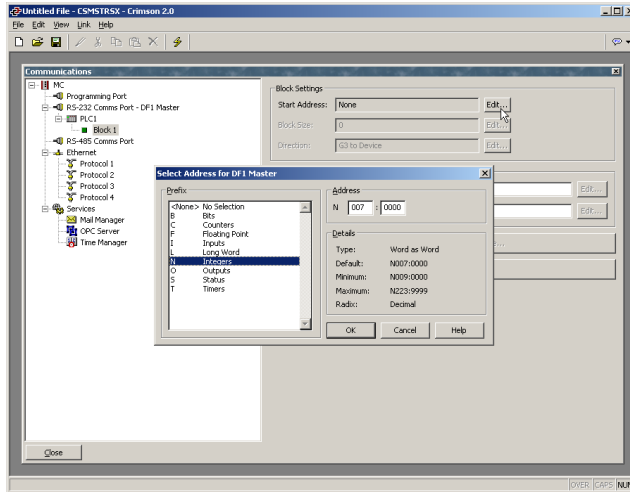 Untitled File - CSMSTRSX - Crimson 2.0
File Edit View Link Help
Communications
MC
Programming Port
RS-232 Comms Port - DF1 Master
PLC1
Block 1
RS-485 Comms Port
Ethernet
Protocol 1
Protocol 2
Protocol 3
Protocol 4
Services
Mail Manager
OPC Server
Time Manager
Block Settings
Start Address: None Edit...
Block Size: 0 Edit...
Direction: G3 to Device Edit...
Edit...
Edit...
Select Address for DF1 Master
Prefix
<None> No Selection
B Bits
C Counters
F Floating Point
I Inputs
L Long Word
N Integers
O Outputs
S Status
T Timers
Address
N 007 : 0000
Details
Type: Word as Word
Default: N007:0000
Minimum: N009:0000
Maximum: N223:9999
Radix: Decimal
OK Cancel Help
Close
OVER CAPS NUM